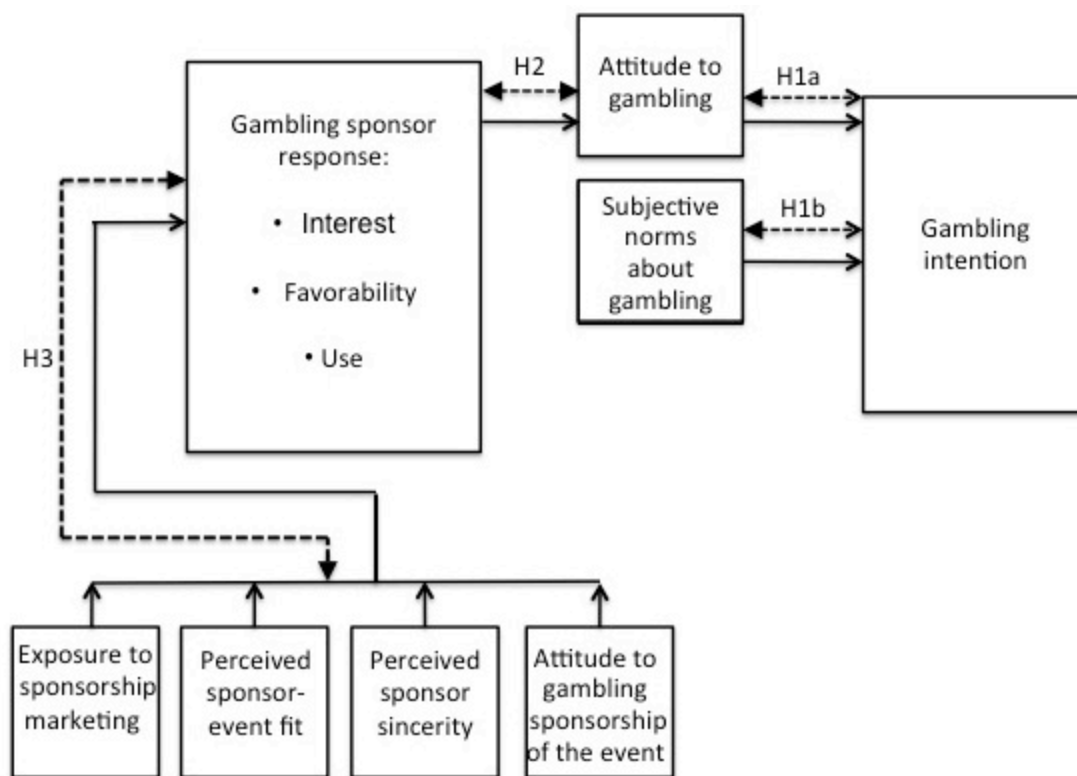 Gambling sponsor
response:
• Interest
• Favorability
• Use
H2
Attitude to
gambling
H1a
Subjective
norms
about
gambling
H1b
Gambling
intention
H3
Exposure to
sponsorship
marketing
Perceived
sponsor-
event fit
Perceived
sponsor
sincerity
Attitude to
gambling
sponsorship
of the event